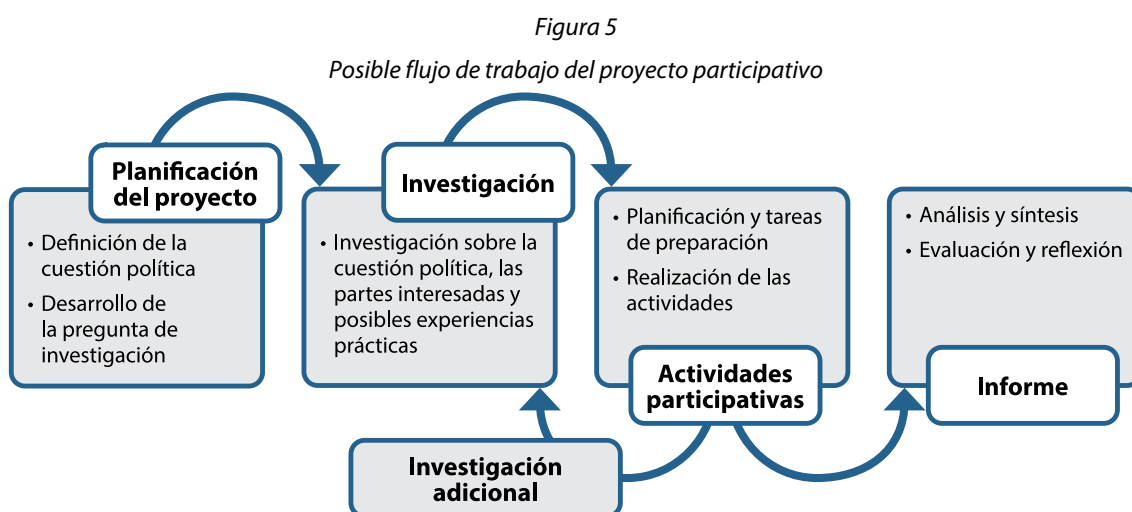 Figura 5
Posible flujo de trabajo del proyecto participativo
Planificación
del proyecto
• Definición de la
cuestión política
• Desarrollo de
la pregunta de
investigación
Investigación
• Investigación sobre la
cuestión política, las
partes interesadas y
posibles experiencias
prácticas
• Planificación y tareas
de preparación
• Realización de las
actividades
Actividades
participativas
• Análisis y síntesis
• Evaluación y reflexión
Informe
Investigación
adicional